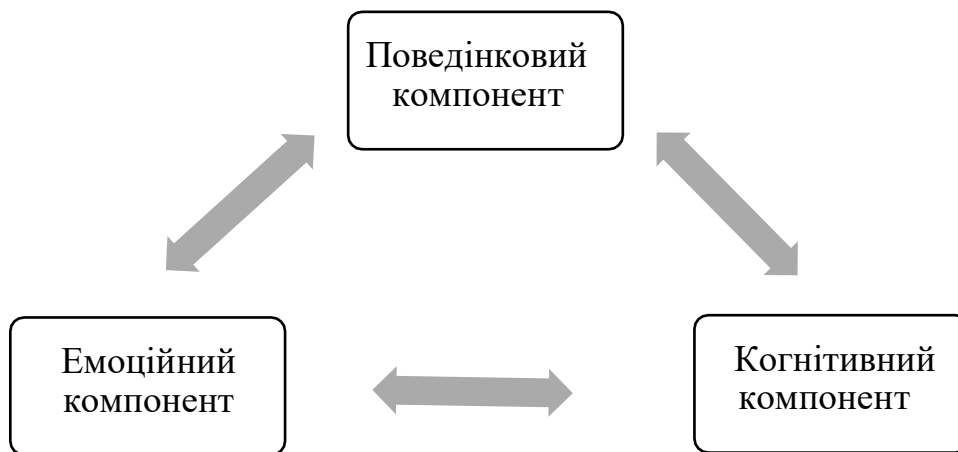 Поведінковий
компонент
Емоційний
компонент
Когнітивний
компонент